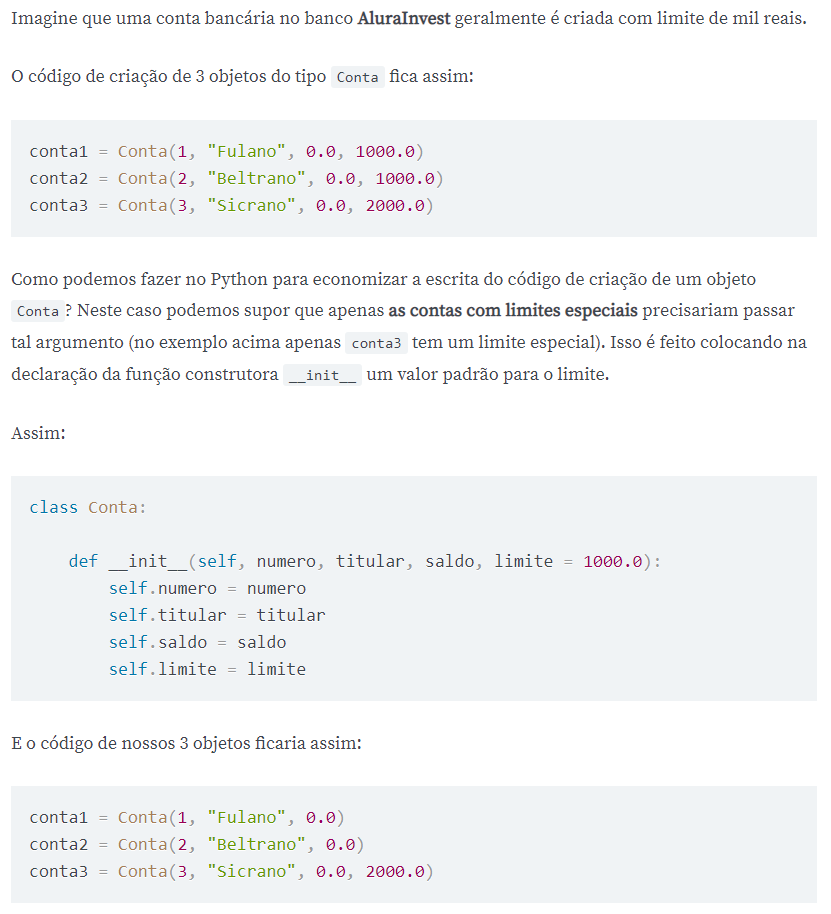 Imagine que uma conta bancária no banco AluraInvest geralmente é criada com limite de mil reais.
O código de criação de 3 objetos do tipo Conta fica assim:
conta1 = Conta(1, "Fulano", 0.0, 1000.0)
conta2 = Conta(2, "Beltrano", 0.0, 1000.0)
conta3 = Conta(3, "Sicrano", 0.0, 2000.0)
Como podemos fazer no Python para economizar a escrita do código de criação de um objeto
Conta? Neste caso podemos supor que apenas as contas com limites especiais precisariam passar
tal argumento (no exemplo acima apenas conta3 tem um limite especial). Isso é feito colocando na
declaração da função construtora __init__ um valor padrão para o limite.
Assim:
class Conta:
    def __init__(self, numero, titular, saldo, limite = 1000.0):
        self.numero = numero
        self.titular = titular
        self.saldo = saldo
        self.limite = limite
E o código de nossos 3 objetos ficaria assim:
conta1 = Conta(1, "Fulano", 0.0)
conta2 = Conta(2, "Beltrano", 0.0)
conta3 = Conta(3, "Sicrano", 0.0, 2000.0)